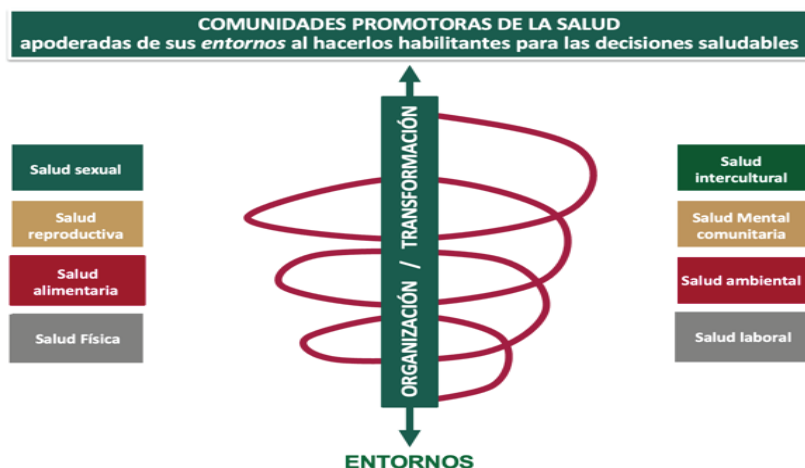 COMUNIDADES PROMOTORAS DE LA SALUD
apoderadas de sus entornos al hacerlos habilitantes para las decisiones saludables
Salud sexual
Salud
reproductiva
Salud
alimentaria
Salud Física
ORGANIZACIÓN / TRANSFORMACIÓN
Salud
intercultural
Salud Mental
comunitaria
Salud ambiental
Salud laboral
ENTORNOS